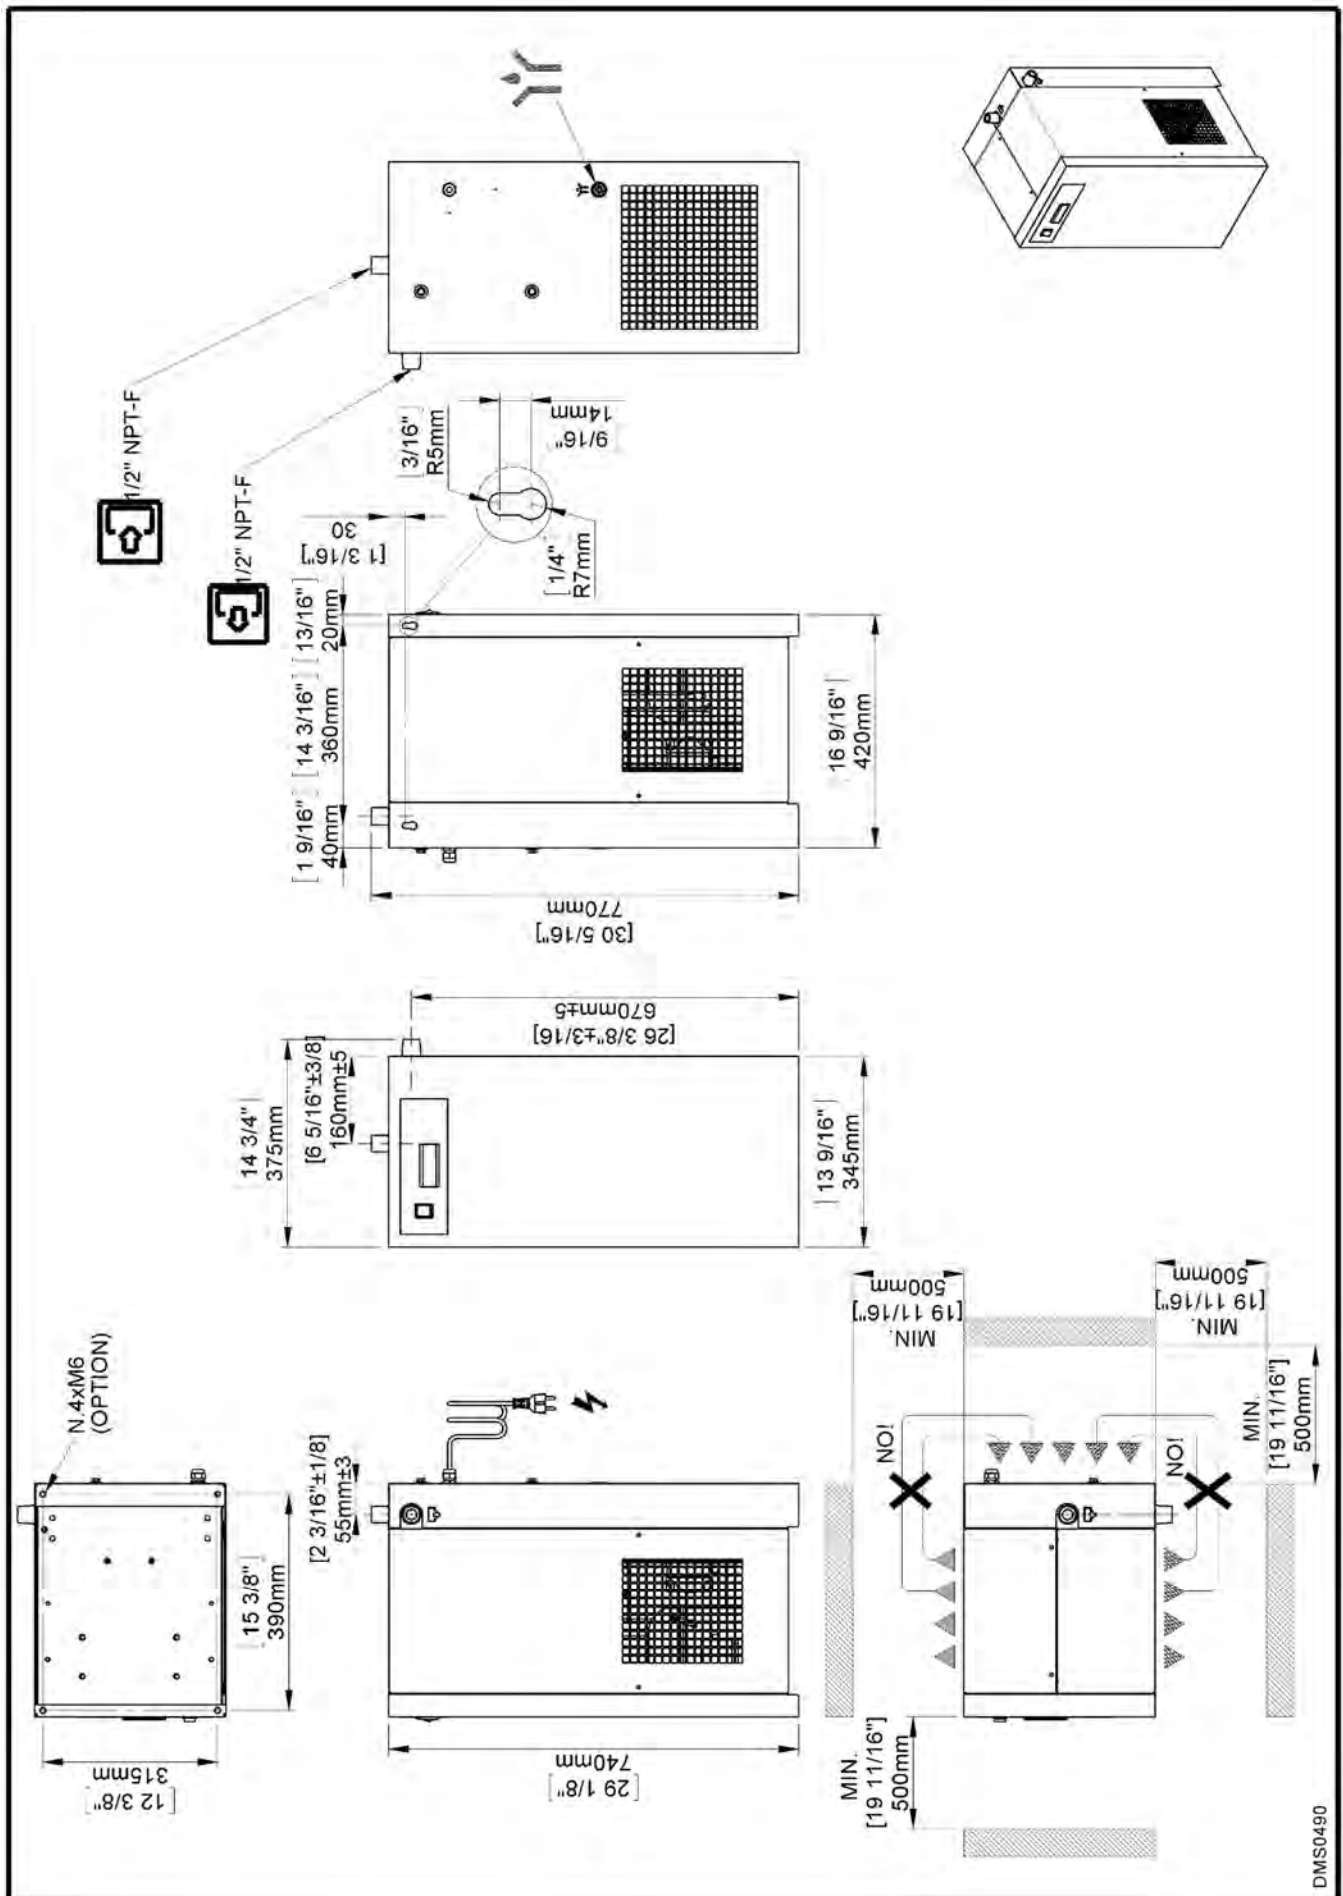 1/2" NPT-F
1/2" NPT-F
[ 3/16" ]
R5mm
[ 9/16" ]
14mm
[ 1/4" ]
R7mm
30
[1 3/16"]
[ 13/16" ]
20mm
[ 14 3/16" ]
360mm
[ 1 9/16" ]
40mm
[ 16 9/16" ]
420mm
770mm
[30 5/16"]
[ 14 3/4" ]
375mm
[6 5/16"±3/8]
160mm±5
670mm±5
[26 3/8"±3/16]
[ 13 9/16" ]
345mm
N.4xM6
(OPTION)
[ 15 3/8" ]
390mm
315mm
[ 12 3/8" ]
[2 3/16"±1/8]
55mm±3
740mm
[ 29 1/8" ]
500mm
[19 11/16"]
MIN.
500mm
[19 11/16"]
MIN.
MIN.
[19 11/16"]
500mm
MIN.
[19 11/16"]
500mm
NO!
NO!
DMS0490